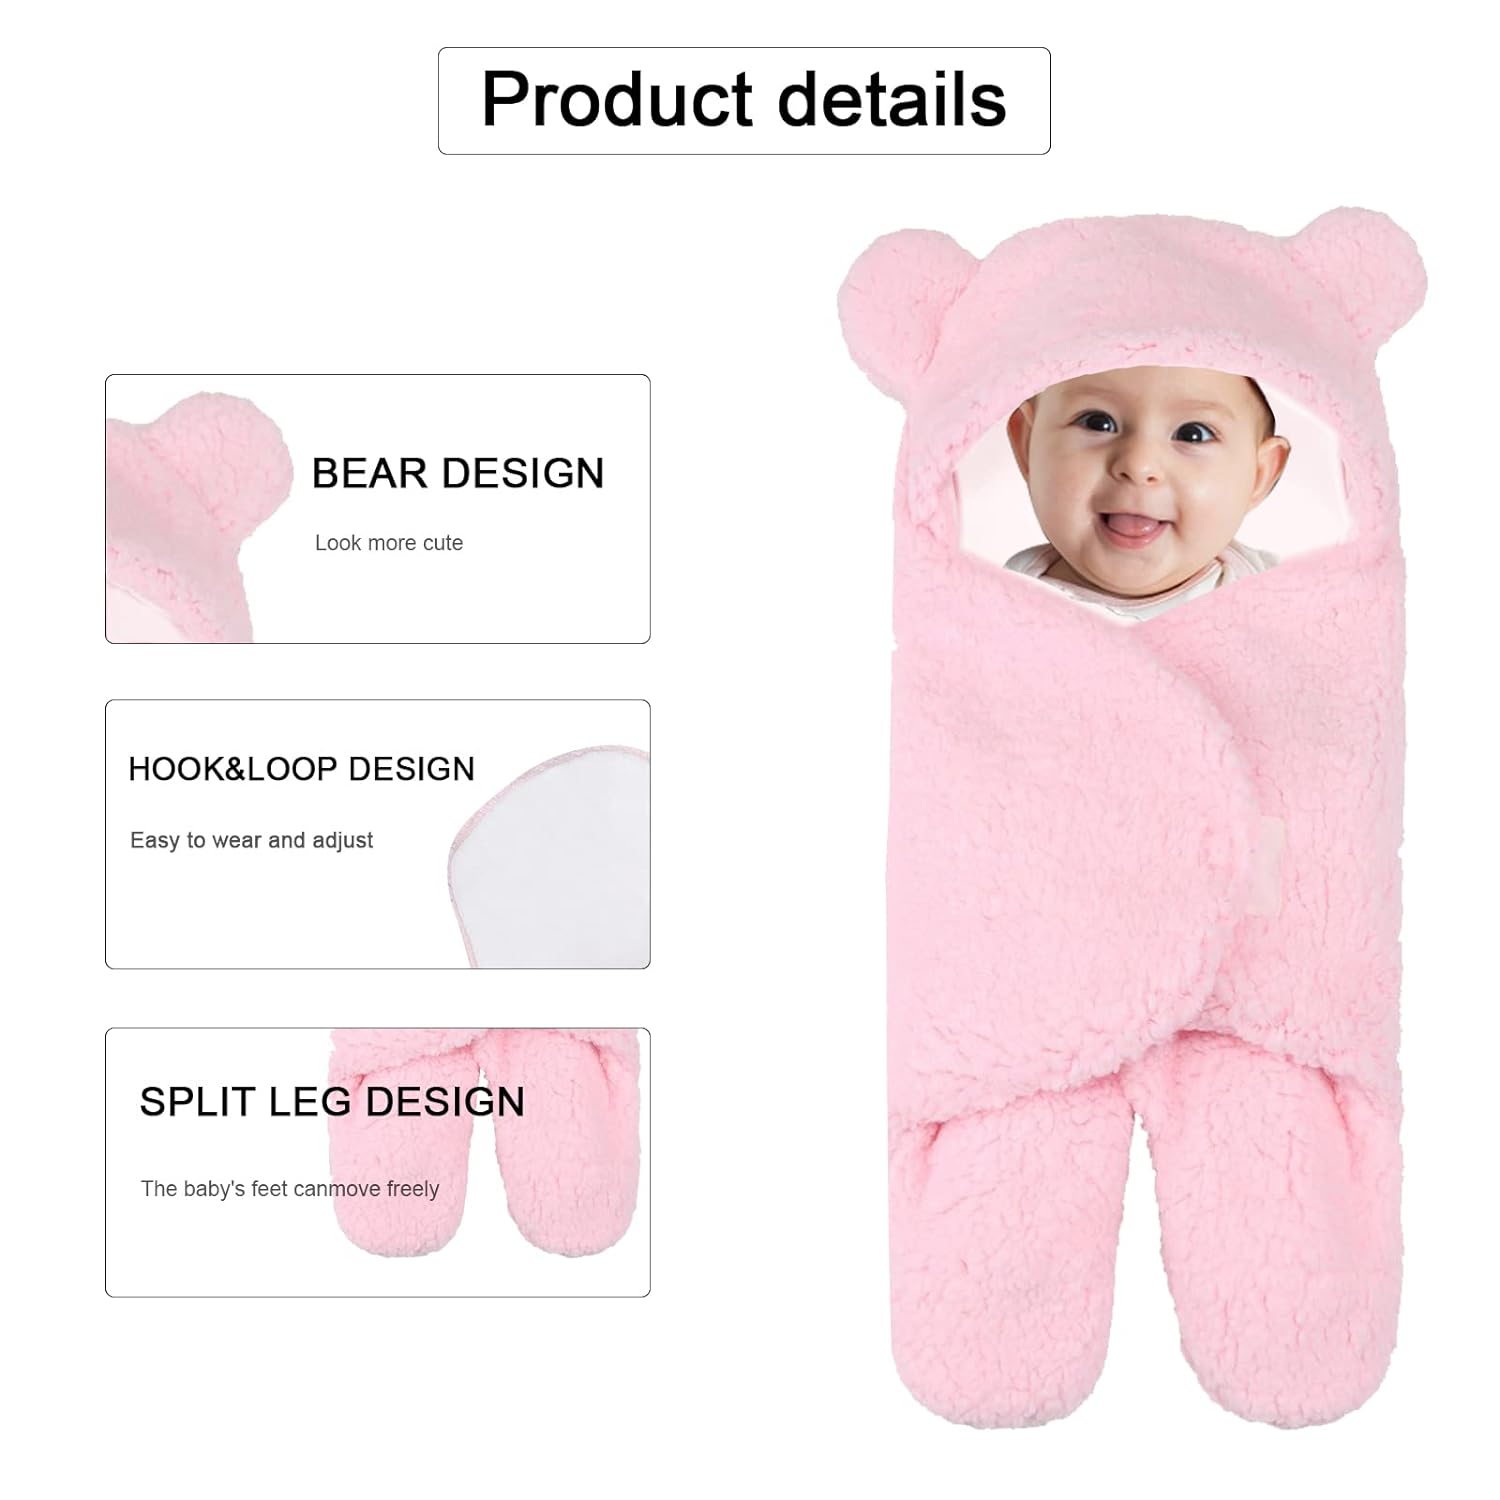 Product details
BEAR DESIGN
Look more cute
HOOK&LOOP DESIGN
Easy to wear and adjust
SPLIT LEG DESIGN
The baby's feet canmove freely